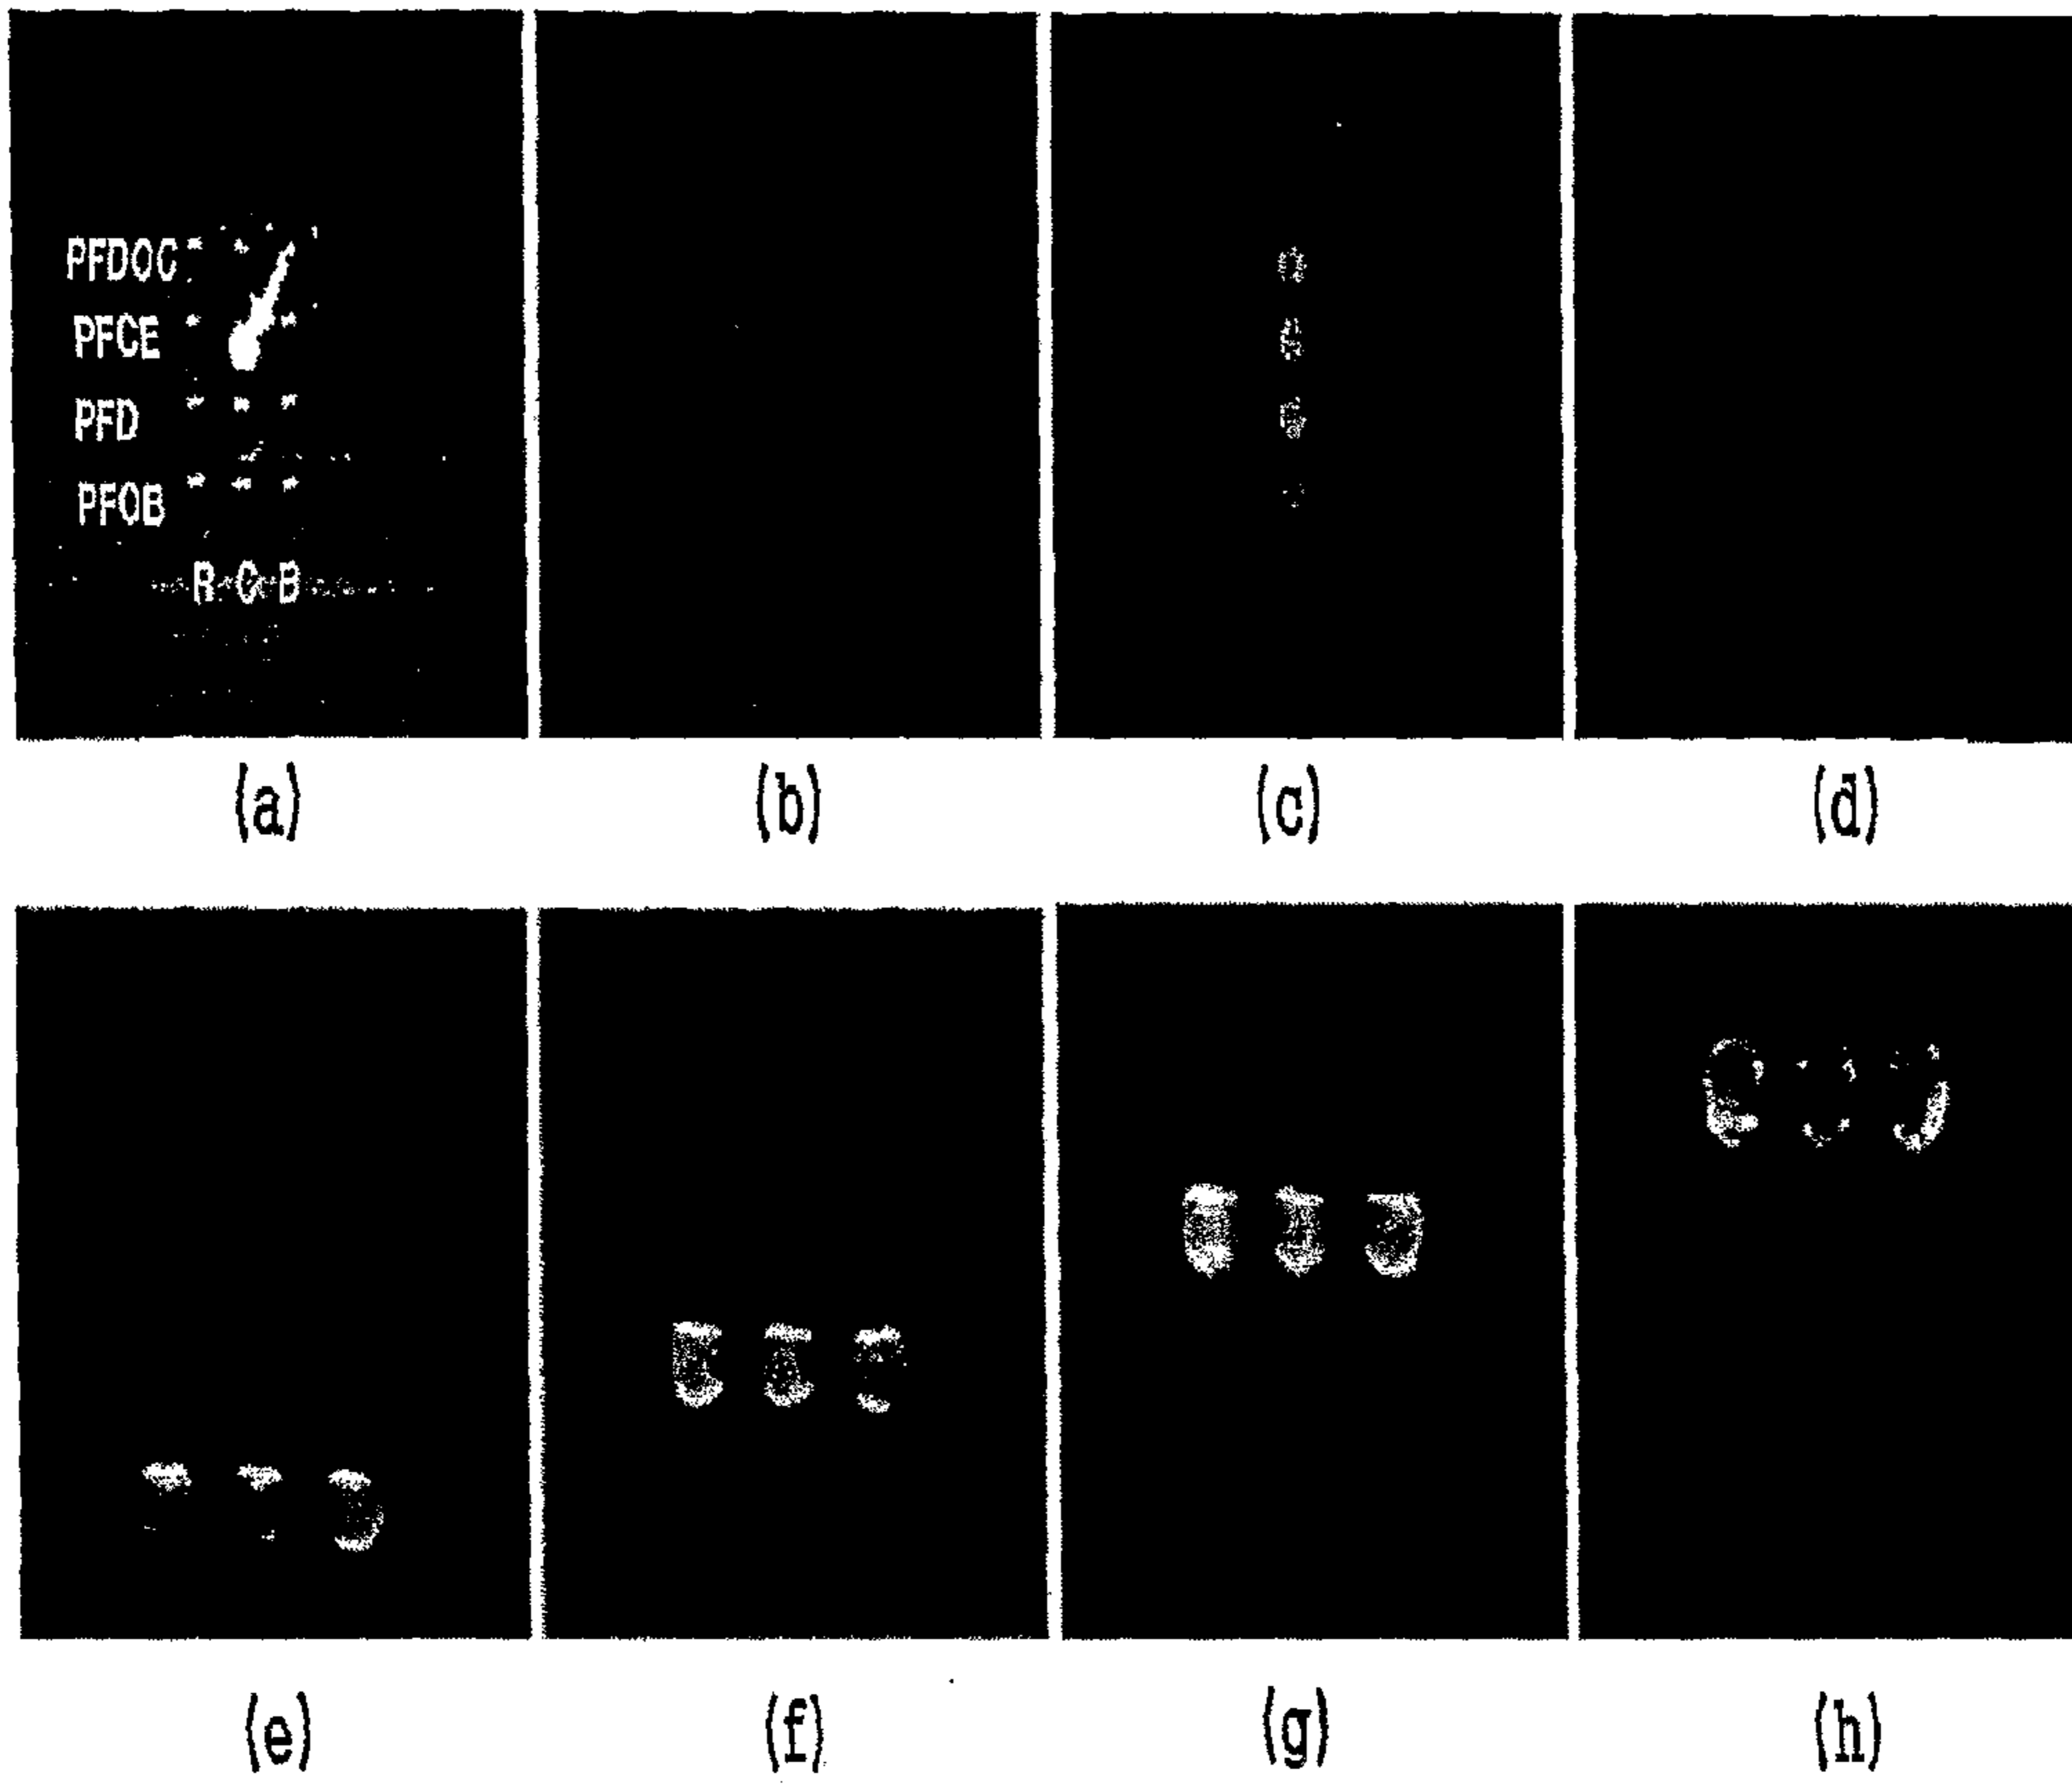 PFDOC
PFCE
PFD
PFOB
R G B
(a)
(b)
(c)
(d)
(e)
(f)
(g)
(h)